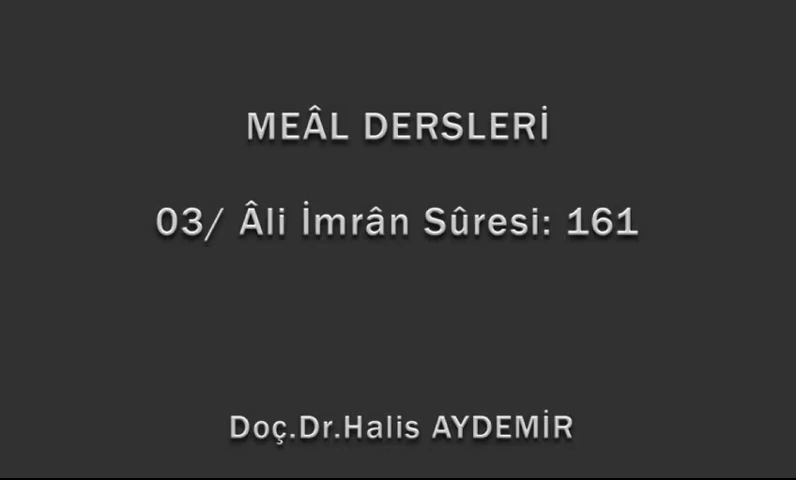 MEÂL DERSLERİ
03/ Âli İmrân Sûresi: 161
Doç.Dr.Halis AYDEMİR